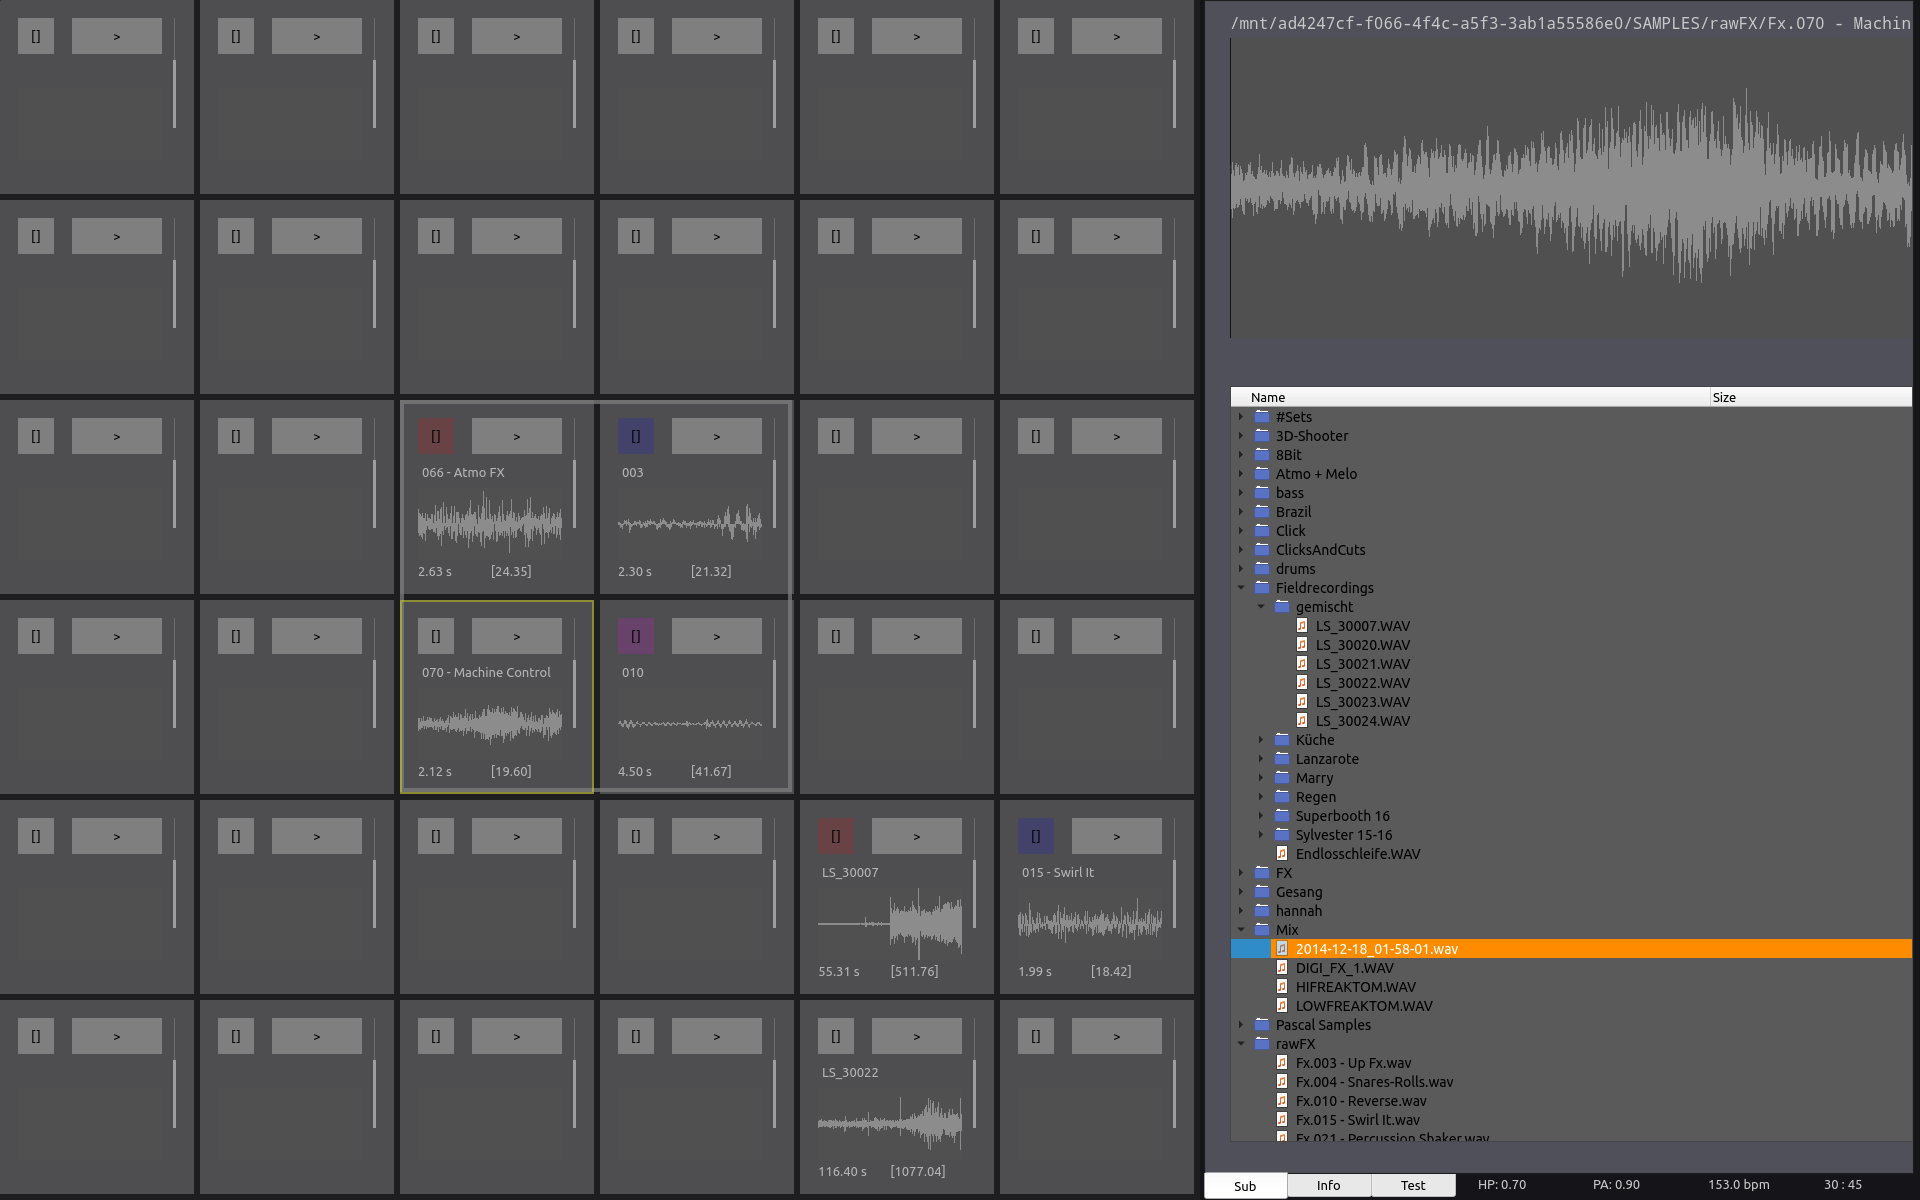 [] > [] > [] > [] > [] > [] >
[] > [] > [] > [] > [] > [] >
[] > [] > [] > [] > [] > [] >
066 - Atmo FX 003
2.63 s [24.35] 2.30 s [21.32]
[] > [] > [] > [] > [] > [] >
070 - Machine Control 010
2.12 s [19.60] 4.50 s [41.67]
[] > [] > [] > [] > [] > [] >
LS_30007 015 - Swirl It
55.31 s [511.76] 1.99 s [18.42]
[] > [] > [] > [] > [] > [] >
LS_30022
116.40 s [1077.04]
/mnt/ad4247cf-f066-4f4c-a5f3-3ab1a55586e0/SAMPLES/rawFX/Fx.070 - Machin
Name Size
#Sets
3D-Shooter
8Bit
Atmo + Melo
bass
Brazil
Click
ClicksAndCuts
drums
Fieldrecordings
gemischt
LS_30007.WAV
LS_30020.WAV
LS_30021.WAV
LS_30022.WAV
LS_30023.WAV
LS_30024.WAV
Küche
Lanzarote
Marry
Regen
Superbooth 16
Sylvester 15-16
Endlosschleife.WAV
FX
Gesang
hannah
Mix
2014-12-18_01-58-01.wav
DIGI_FX_1.WAV
HIFREAKTOM.WAV
LOWFREAKTOM.WAV
Pascal Samples
rawFX
Fx.003 - Up Fx.wav
Fx.004 - Snares-Rolls.wav
Fx.010 - Reverse.wav
Fx.015 - Swirl It.wav
Fx.021 - Percussion Shaker.wav
Sub Info Test HP: 0.70 PA: 0.90 153.0 bpm 30 : 45